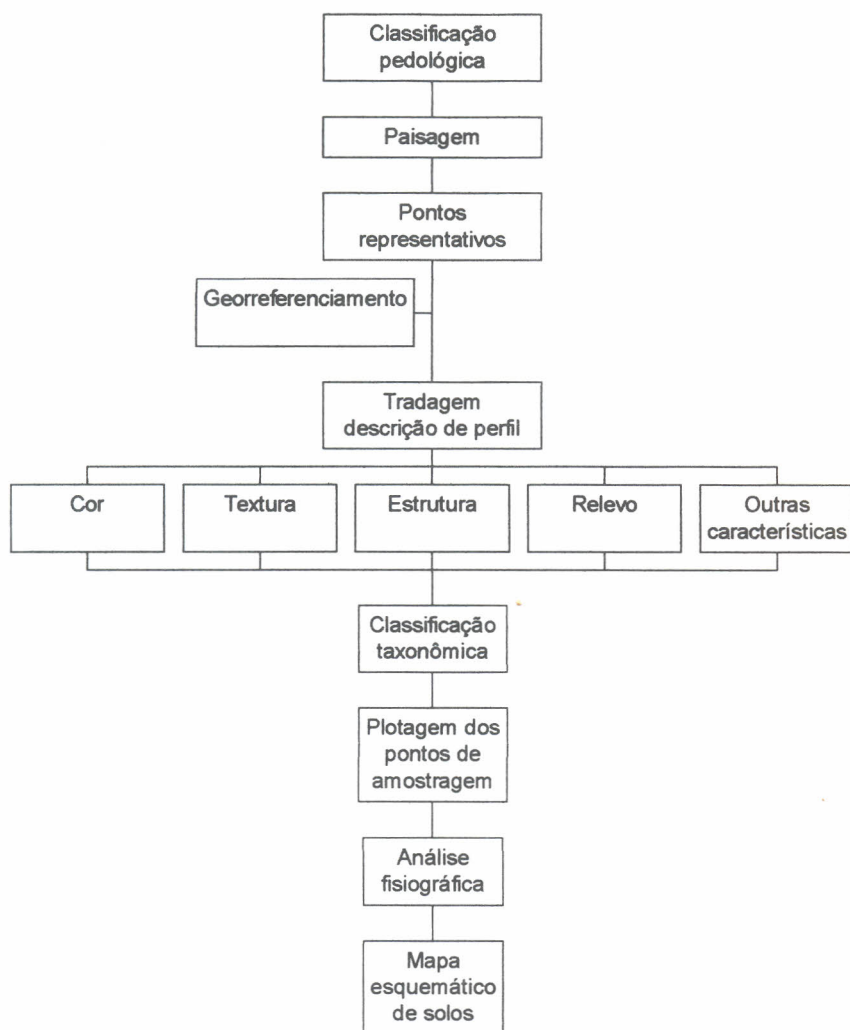 Classificação
pedológica
Paisagem
Pontos
representativos
Georreferenciamento
Tradagem
descrição de perfil
Cor
Textura
Estrutura
Relevo
Outras
características
Classificação
taxonômica
Plotagem dos
pontos de
amostragem
Análise
fisiográfica
Mapa
esquemático
de solos